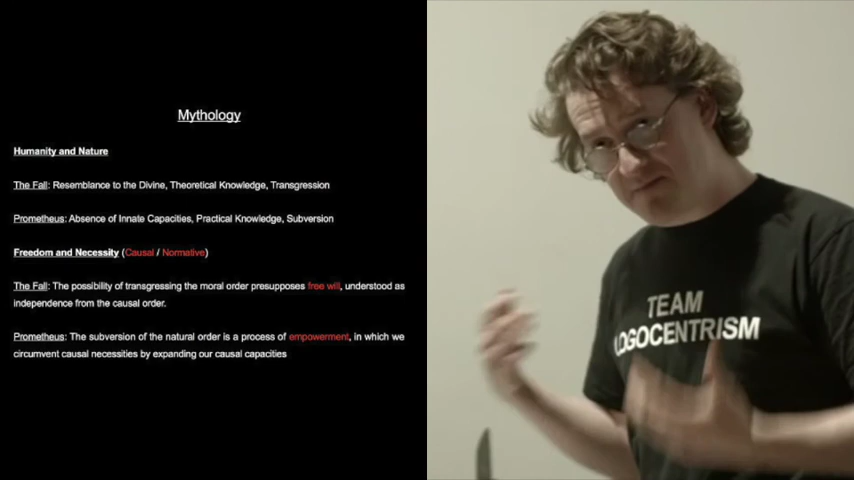 Mythology
Humanity and Nature
The Fall: Resemblance to the Divine, Theoretical Knowledge, Transgression
Prometheus: Absence of Innate Capacities, Practical Knowledge, Subversion
Freedom and Necessity (Causal / Normative)
The Fall: The possibility of transgressing the moral order presupposes free will, understood as
independence from the causal order.
Prometheus: The subversion of the natural order is a process of empowerment, in which we
circumvent causal necessities by expanding our causal capacities
TEAM
LOGOCENTRISM